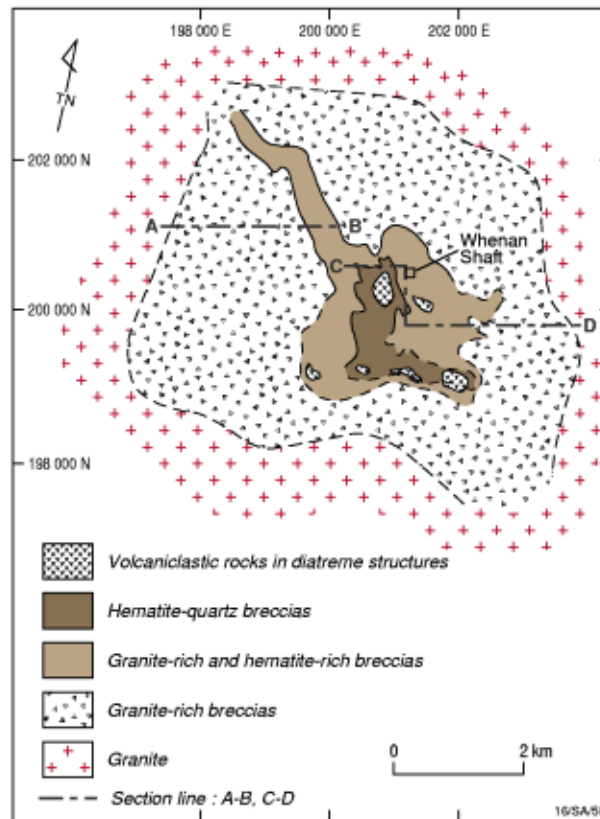 198 000 E 200 000 E 202 000 E
TN
202 000 N
A B
Whenan
Shaft
C
200 000 N
D
198 000 N
Volcaniclastic rocks in diatreme structures
Hematite-quartz breccias
Granite-rich and hematite-rich breccias
Granite-rich breccias
Granite
0 2 km
Section line : A-B, C-D